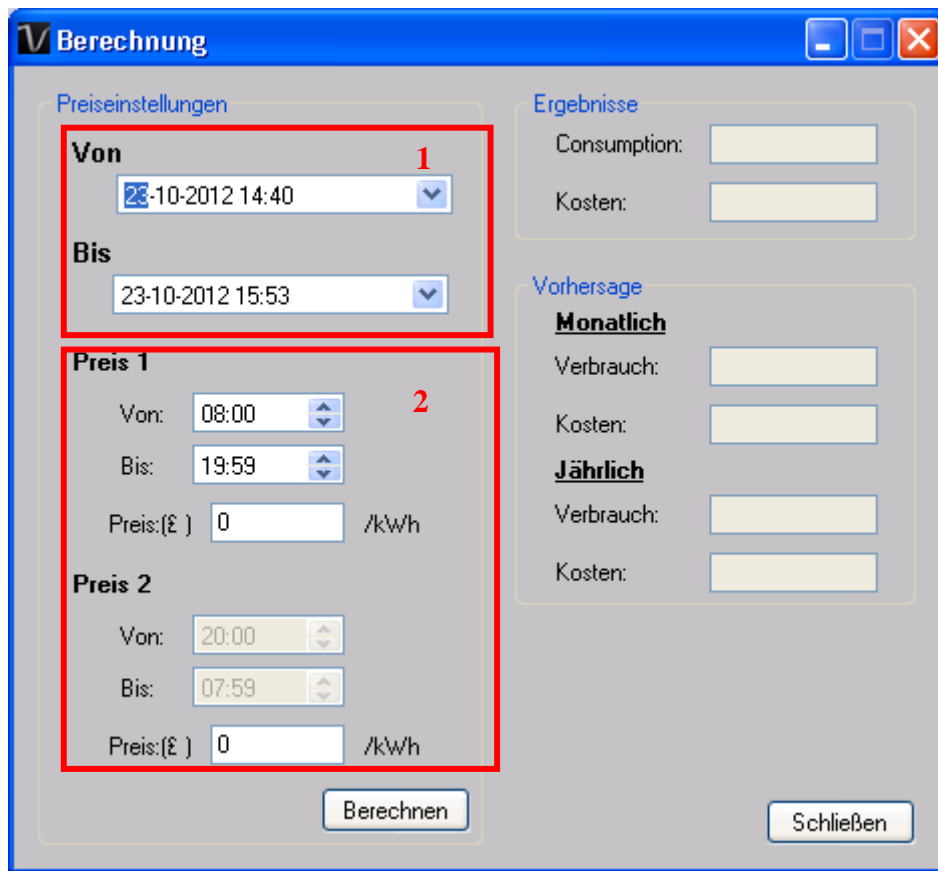 Berechnung
Preiseinstellungen
Von
1
23-10-2012 14:40
Bis
23-10-2012 15:53
Preis 1
2
Von: 08:00
Bis: 19:59
Preis:(£ ) 0 /kWh
Preis 2
Von: 20:00
Bis: 07:59
Preis:(£ ) 0 /kWh
Berechnen
Ergebnisse
Consumption:
Kosten:
Vorhersage
Monatlich
Verbrauch:
Kosten:
Jährlich
Verbrauch:
Kosten:
Schließen